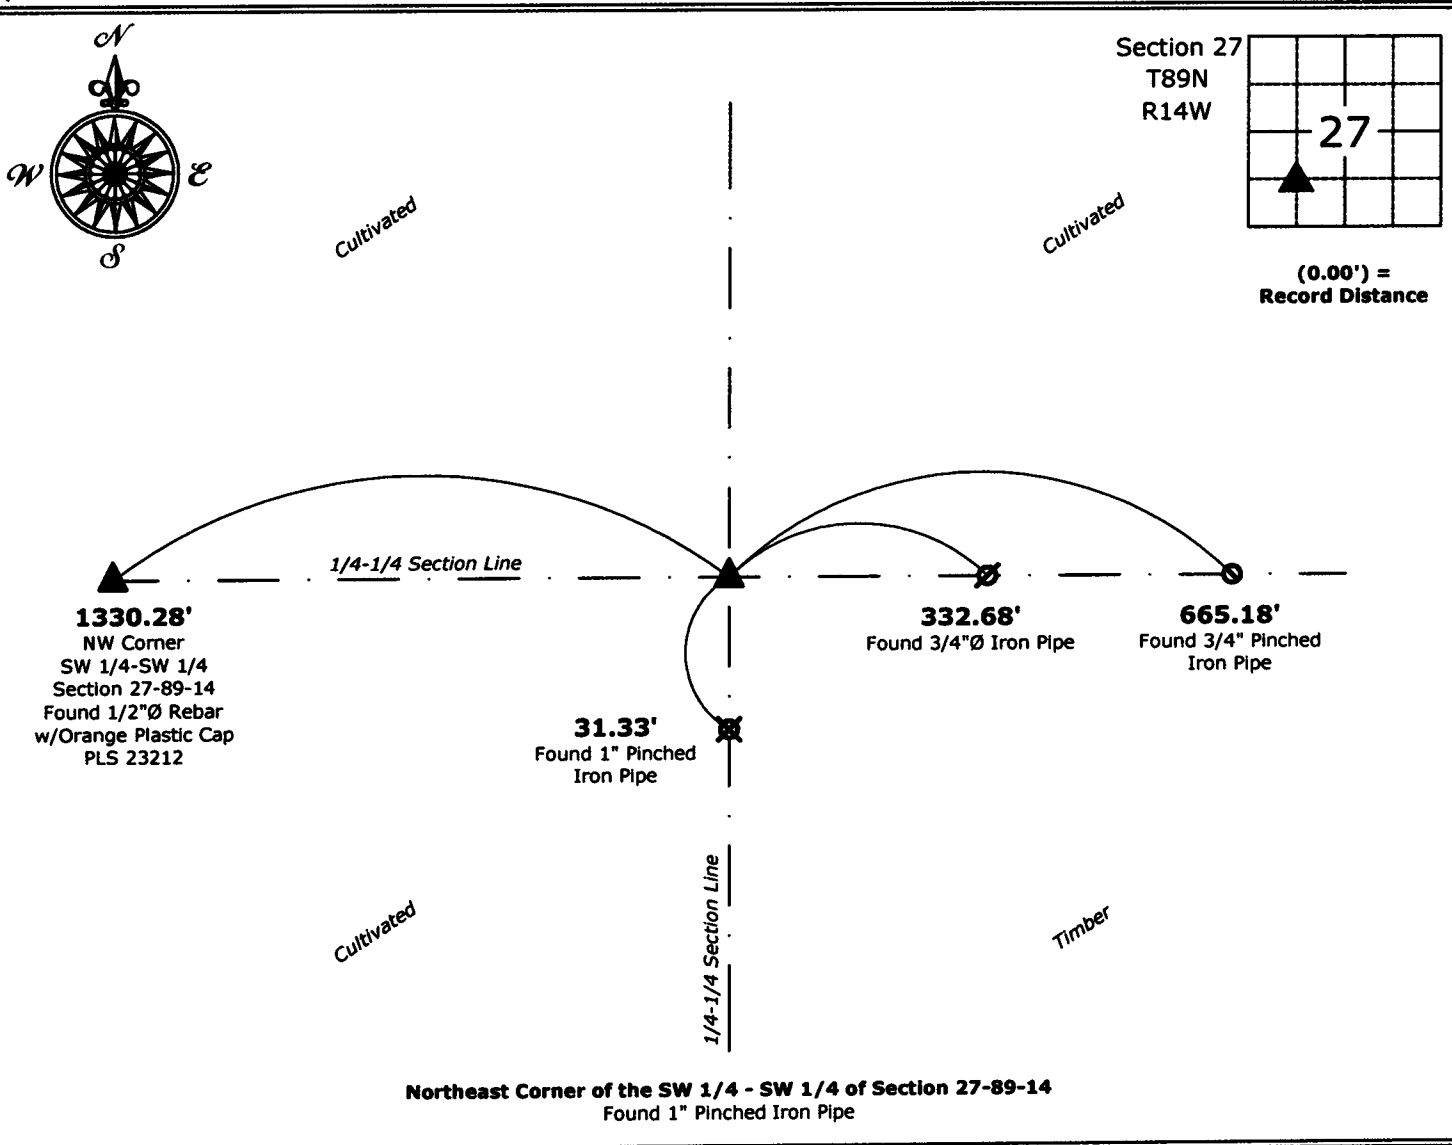 N
W
E
S
Section 27
T89N
R14W
27
(0.00') =
Record Distance
Cultivated
Cultivated
1/4-1/4 Section Line
1330.28'
NW Corner
SW 1/4-SW 1/4
Section 27-89-14
Found 1/2"Ø Rebar
w/Orange Plastic Cap
PLS 23212
332.68'
Found 3/4"Ø Iron Pipe
665.18'
Found 3/4" Pinched
Iron Pipe
31.33'
Found 1" Pinched
Iron Pipe
1/4-1/4 Section Line
Cultivated
Timber
Northeast Corner of the SW 1/4 - SW 1/4 of Section 27-89-14
Found 1" Pinched Iron Pipe